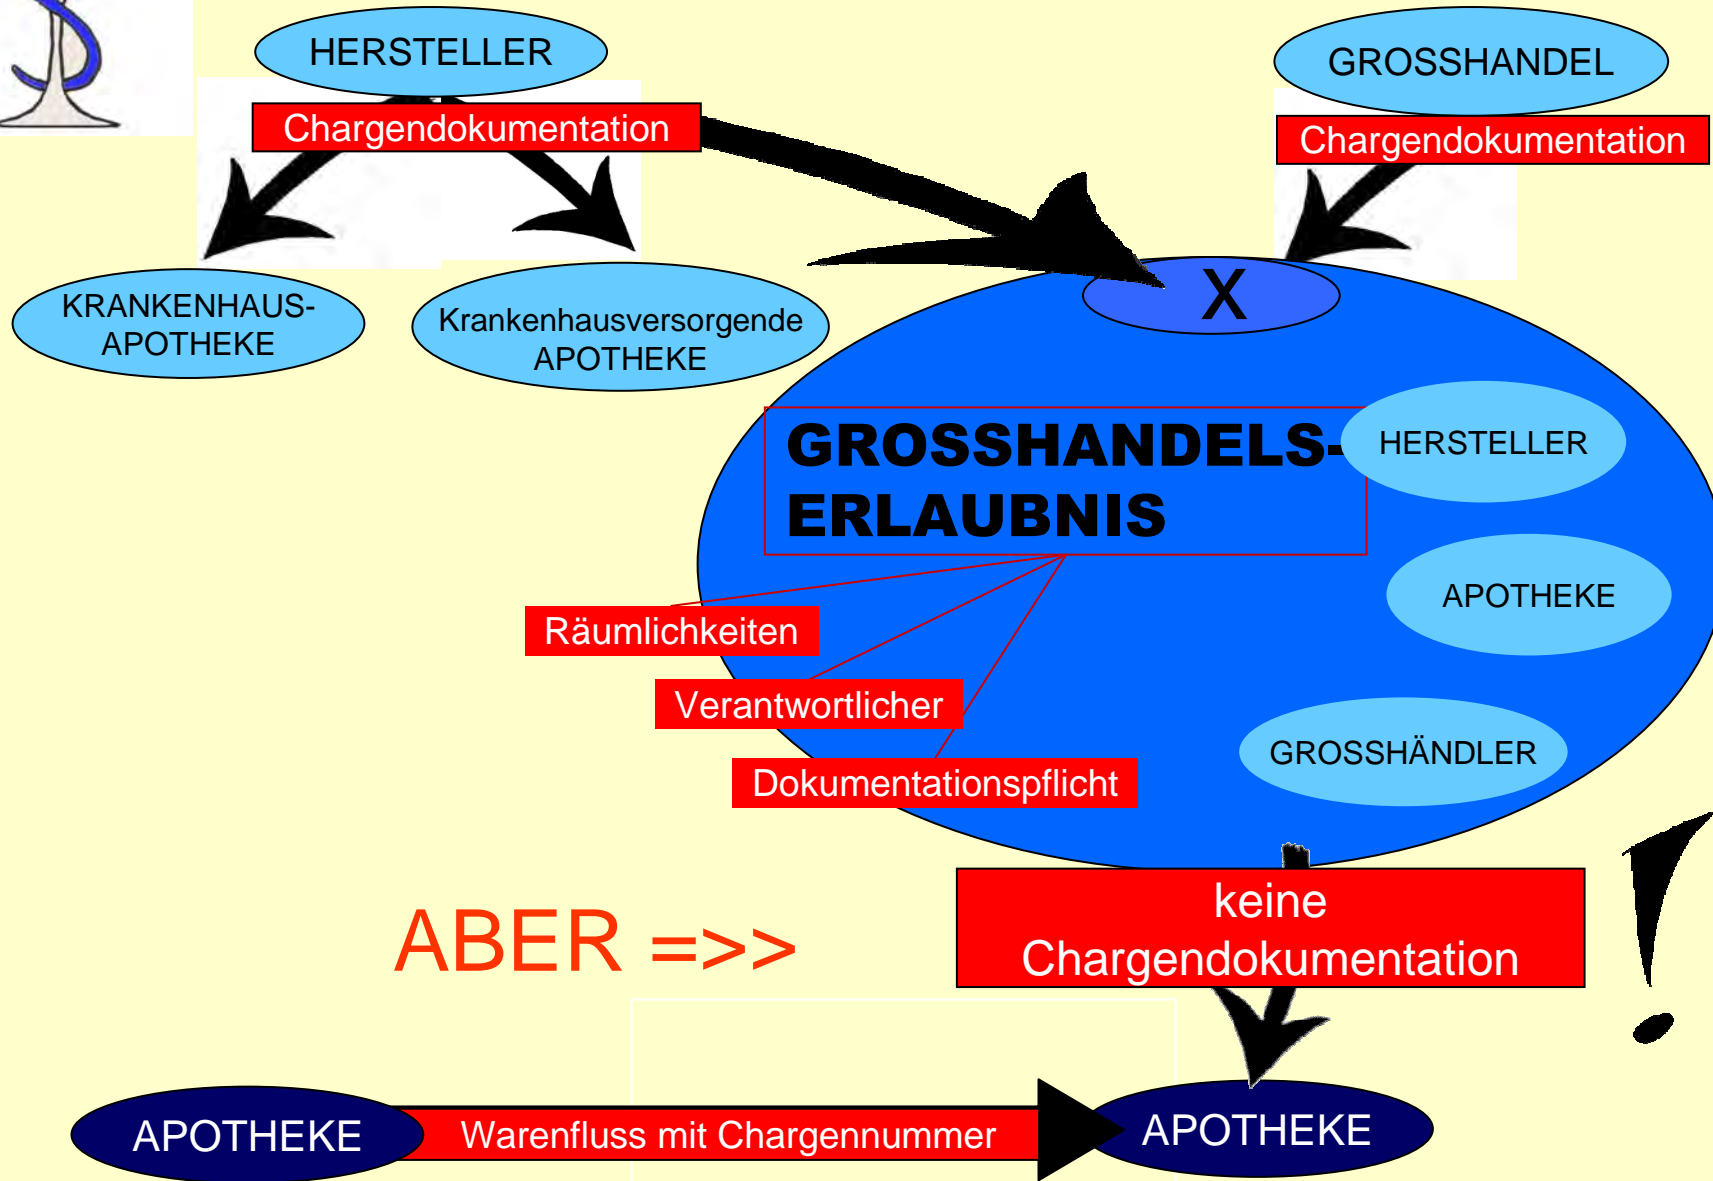 HERSTELLER
GROSSHANDEL
Chargendokumentation
Chargendokumentation
KRANKENHAUS-
APOTHEKE
Krankenhausversorgende
APOTHEKE
X
GROSSHANDELS-
ERLAUBNIS
HERSTELLER
APOTHEKE
GROSSHÄNDLER
Räumlichkeiten
Verantwortlicher
Dokumentationspflicht
keine
Chargendokumentation
!
ABER =>>
APOTHEKE
Warenfluss mit Chargennummer
APOTHEKE